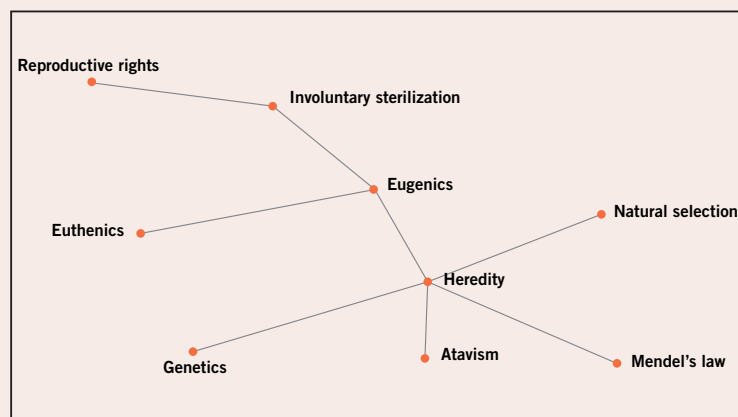 Reproductive rights
Involuntary sterilization
Eugenics
Natural selection
Euthenics
Heredity
Atavism
Mendel’s law
Genetics